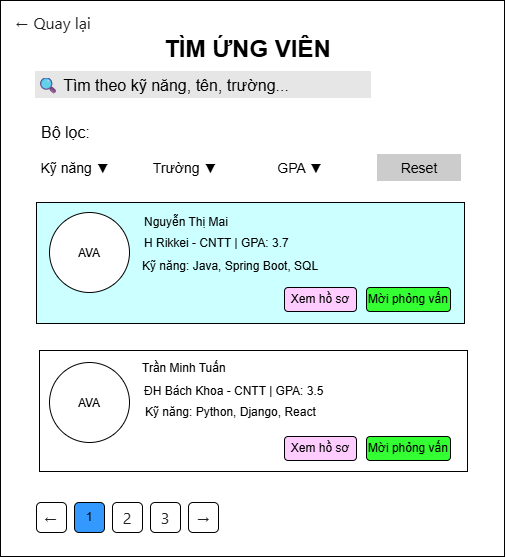 ← Quay lại
TÌM ỨNG VIÊN
Tìm theo kỹ năng, tên, trường...
Bộ lọc:
Kỹ năng ▼ Trường ▼ GPA ▼ Reset
AVA
Nguyễn Thị Mai
H Rikkei - CNTT | GPA: 3.7
Kỹ năng: Java, Spring Boot, SQL
Xem hồ sơ Mời phỏng vấn
AVA
Trần Minh Tuấn
ĐH Bách Khoa - CNTT | GPA: 3.5
Kỹ năng: Python, Django, React
Xem hồ sơ Mời phỏng vấn
← 1 2 3 →